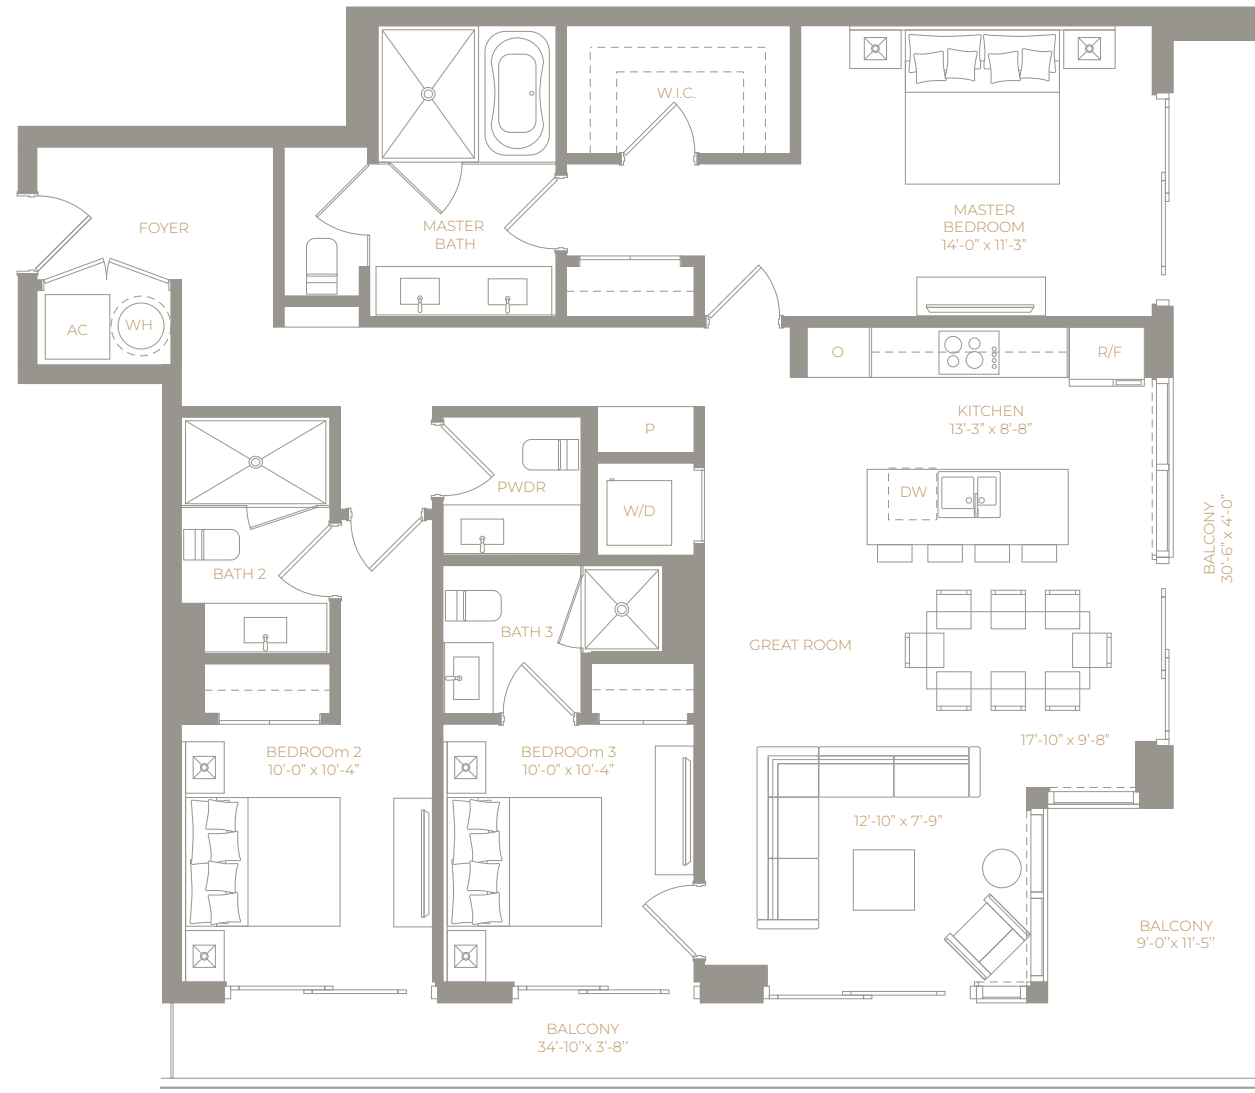 W.I.C.
MASTER
BEDROOM
14'-0" x 11'-3"
FOYER
MASTER
BATH
AC
WH
O
R/F
KITCHEN
13'-3" x 8'-8"
P
PWDR
DW
W/D
BALCONY
30'-6" x 4'-0"
BATH 2
BATH 3
GREAT ROOM
17'-10" x 9'-8"
BEDROOm 2
10'-0" x 10'-4"
BEDROOm 3
10'-0" x 10'-4"
12'-10" x 7'-9"
BALCONY
9'-0''x 11'-5''
BALCONY
34'-10''x 3'-8''